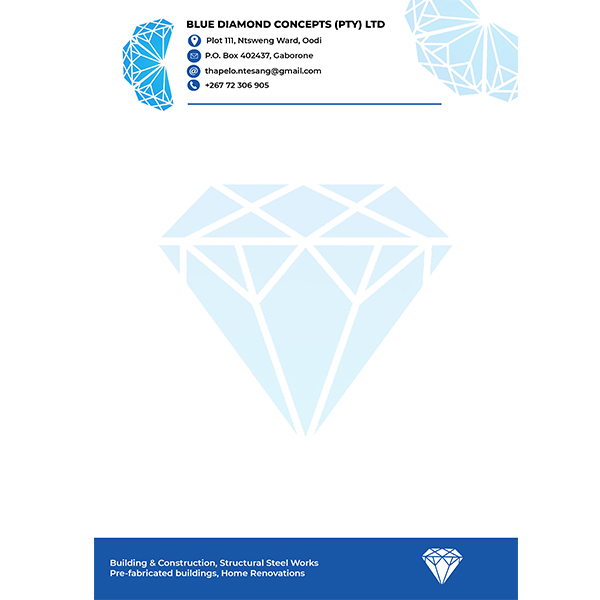 BLUE DIAMOND CONCEPTS (PTY) LTD
Plot 111, Ntsweng Ward, Oodi
P.O. Box 402437, Gaborone
thapelo.ntesang@gmail.com
+267 72 306 905
Building & Construction, Structural Steel Works
Pre-fabricated buildings, Home Renovations